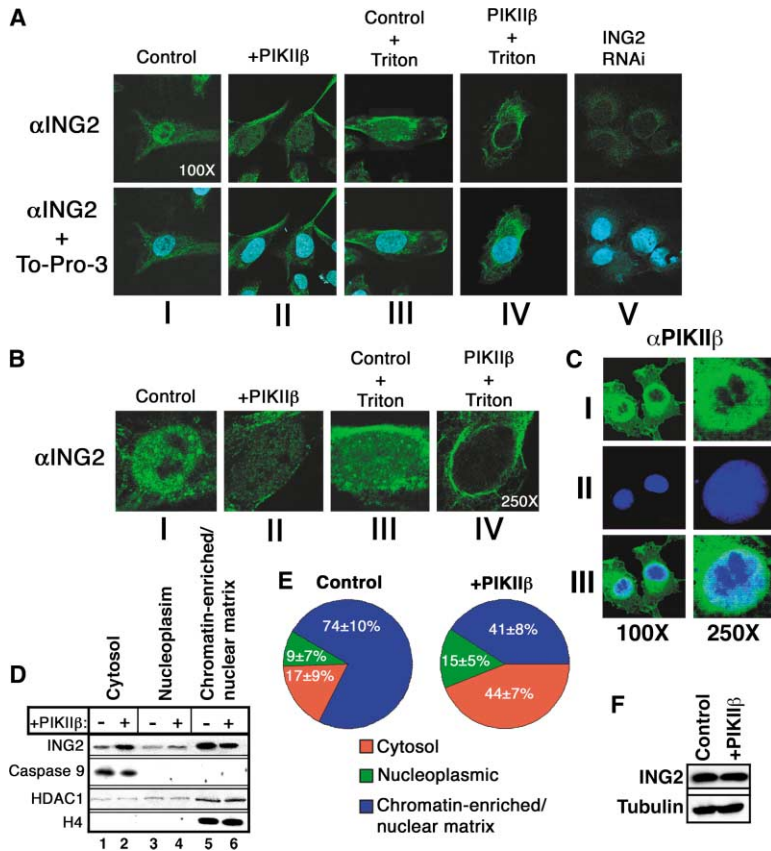 A
Control
+PIKIIβ
Control
+
Triton
PIKIIβ
+
Triton
ING2
RNAi
αING2
100X
αING2
+
To-Pro-3
I
II
III
IV
V
B
Control
+PIKIIβ
Control
+
Triton
PIKIIβ
+
Triton
αING2
250X
I
II
III
IV
C
αPIKIIβ
I
II
III
100X
250X
D
Cytosol
Nucleoplasim
Chromatin-enriched/
nuclear matrix
+PIKIIβ:
- + - + - +
ING2
Caspase 9
HDAC1
H4
1 2 3 4 5 6
E
Control
74±10%
9±7%
17±9%
+PIKIIβ
41±8%
15±5%
44±7%
Cytosol
Nucleoplasmic
Chromatin-enriched/
nuclear matrix
F
Control
+PIKIIβ
ING2
Tubulin